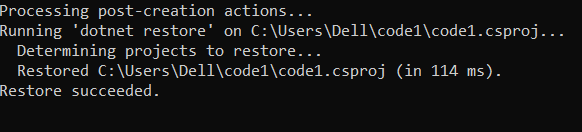 Processing post-creation actions...
Running 'dotnet restore' on C:\Users\Dell\code1\code1.csproj...
  Determining projects to restore...
  Restored C:\Users\Dell\code1\code1.csproj (in 114 ms).
Restore succeeded.